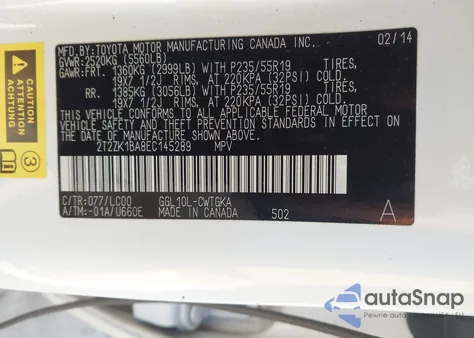 MFD.BY:TOYOTA MOTOR MANUFACTURING CANADA INC. 02/14
GVWR:2520KG (5560LB)
GAWR:FRT. 1360KG (2999LB)WITH P235/55R19 TIRES,
19X7 1/2J RIMS, AT 220KPA (32PSI) COLD.
RR. 1385KG (3056LB)WITH P235/55R19 TIRES,
19X7 1/2J RIMS, AT 220KPA (32PSI) COLD.
THIS VEHICLE CONFORMS TO ALL APPLICABLE FEDERAL MOTOR
VEHICLE SAFETY AND THEFT PREVENTION STANDARDS IN EFFECT
ON THE DATE OF MANUFACTURE SHOWN ABOVE.
2T2ZK1BA8EC145289 MPV
C/TR:077/LC00 GGL10L-CWTGKA
A/TM:-01A/U660E MADE IN CANADA 502 A
CAUTION
ATTENTION
ACHTUNG
3
autoSnap
Pewne auto